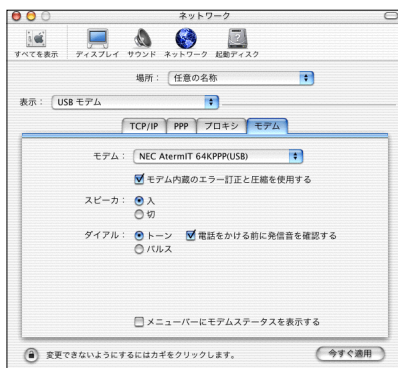 ネットワーク
すべてを表示 ディスプレイ サウンド ネットワーク 起動ディスク
場所： 任意の名称
表示： USB モデム
TCP/IP PPP プロキシ モデム
モデム： NEC AtermIT 64KPPP(USB)
モデム内蔵のエラー訂正と圧縮を使用する
スピーカ： 入
切
ダイアル： トーン 電話をかける前に発信音を確認する
パルス
メニューバーにモデムステータスを表示する
変更できないようにするにはカギをクリックします。 今すぐ適用